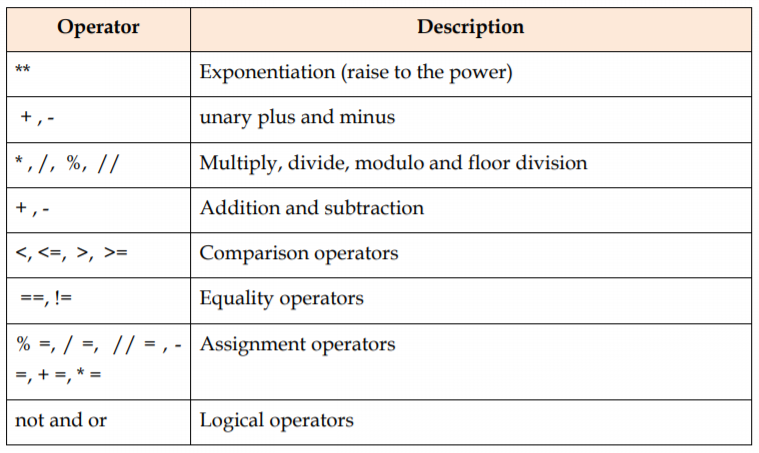 Operator Description
** Exponentiation (raise to the power)
+ , - unary plus and minus
* , /, %, // Multiply, divide, modulo and floor division
+ , - Addition and subtraction
<, <=, >, >= Comparison operators
==, != Equality operators
% =, / =, // = , - Assignment operators
=, + =, * =
not and or Logical operators